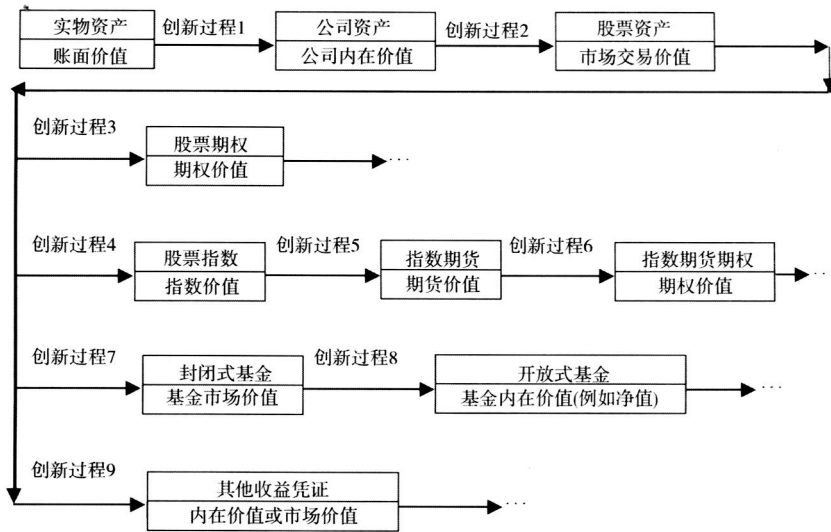 实物资产 创新过程1 公司资产 创新过程2 股票资产
账面价值 公司内在价值 市场交易价值
创新过程3
股票期权
期权价值 ···
创新过程4 股票指数 创新过程5 指数期货 创新过程6 指数期货期权
指数价值 期货价值 期权价值 ···
创新过程7 封闭式基金 创新过程8 开放式基金
基金市场价值 基金内在价值(例如净值) ···
创新过程9
其他收益凭证
内在价值或市场价值 ···